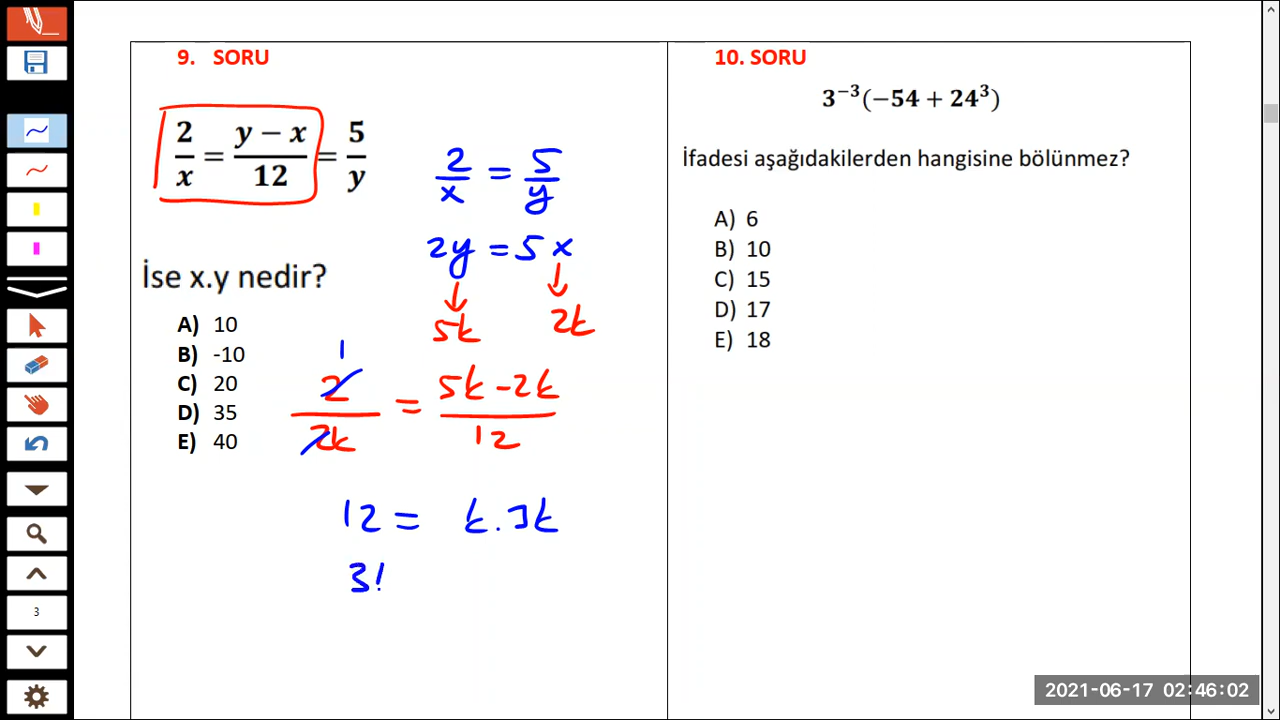 9. SORU
2/x = y − x/12 = 5/y
2/x = 5/y
2y = 5x
5k 2k
İse x.y nedir?
A) 10
B) -10
C) 20
D) 35
E) 40
1
2/2k = 5k - 2k/12
12 = k . 3k
3!
10. SORU
3⁻³(−54 + 24³)
İfadesi aşağıdakilerden hangisine bölünmez?
A) 6
B) 10
C) 15
D) 17
E) 18
3
2021-06-17 02:46:02